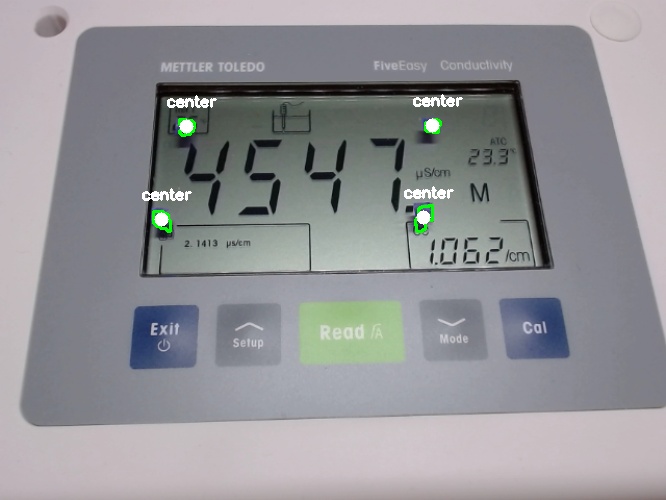 METTLER TOLEDO FiveEasy Conductivity
center center
ATC
4547 µS/cm 23.3°
M
center center
2. 1413 µs/cm 1.062/cm
Exit Setup Read /A Mode Cal